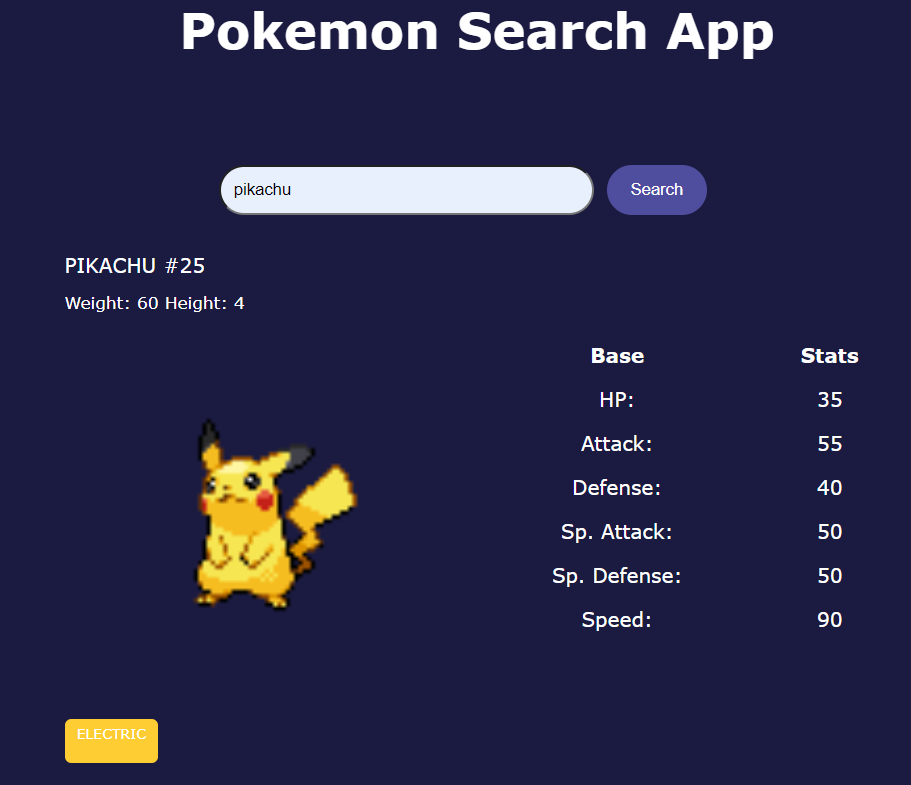 Pokemon Search App
pikachu Search
PIKACHU #25
Weight: 60 Height: 4
Base Stats
HP: 35
Attack: 55
Defense: 40
Sp. Attack: 50
Sp. Defense: 50
Speed: 90
ELECTRIC